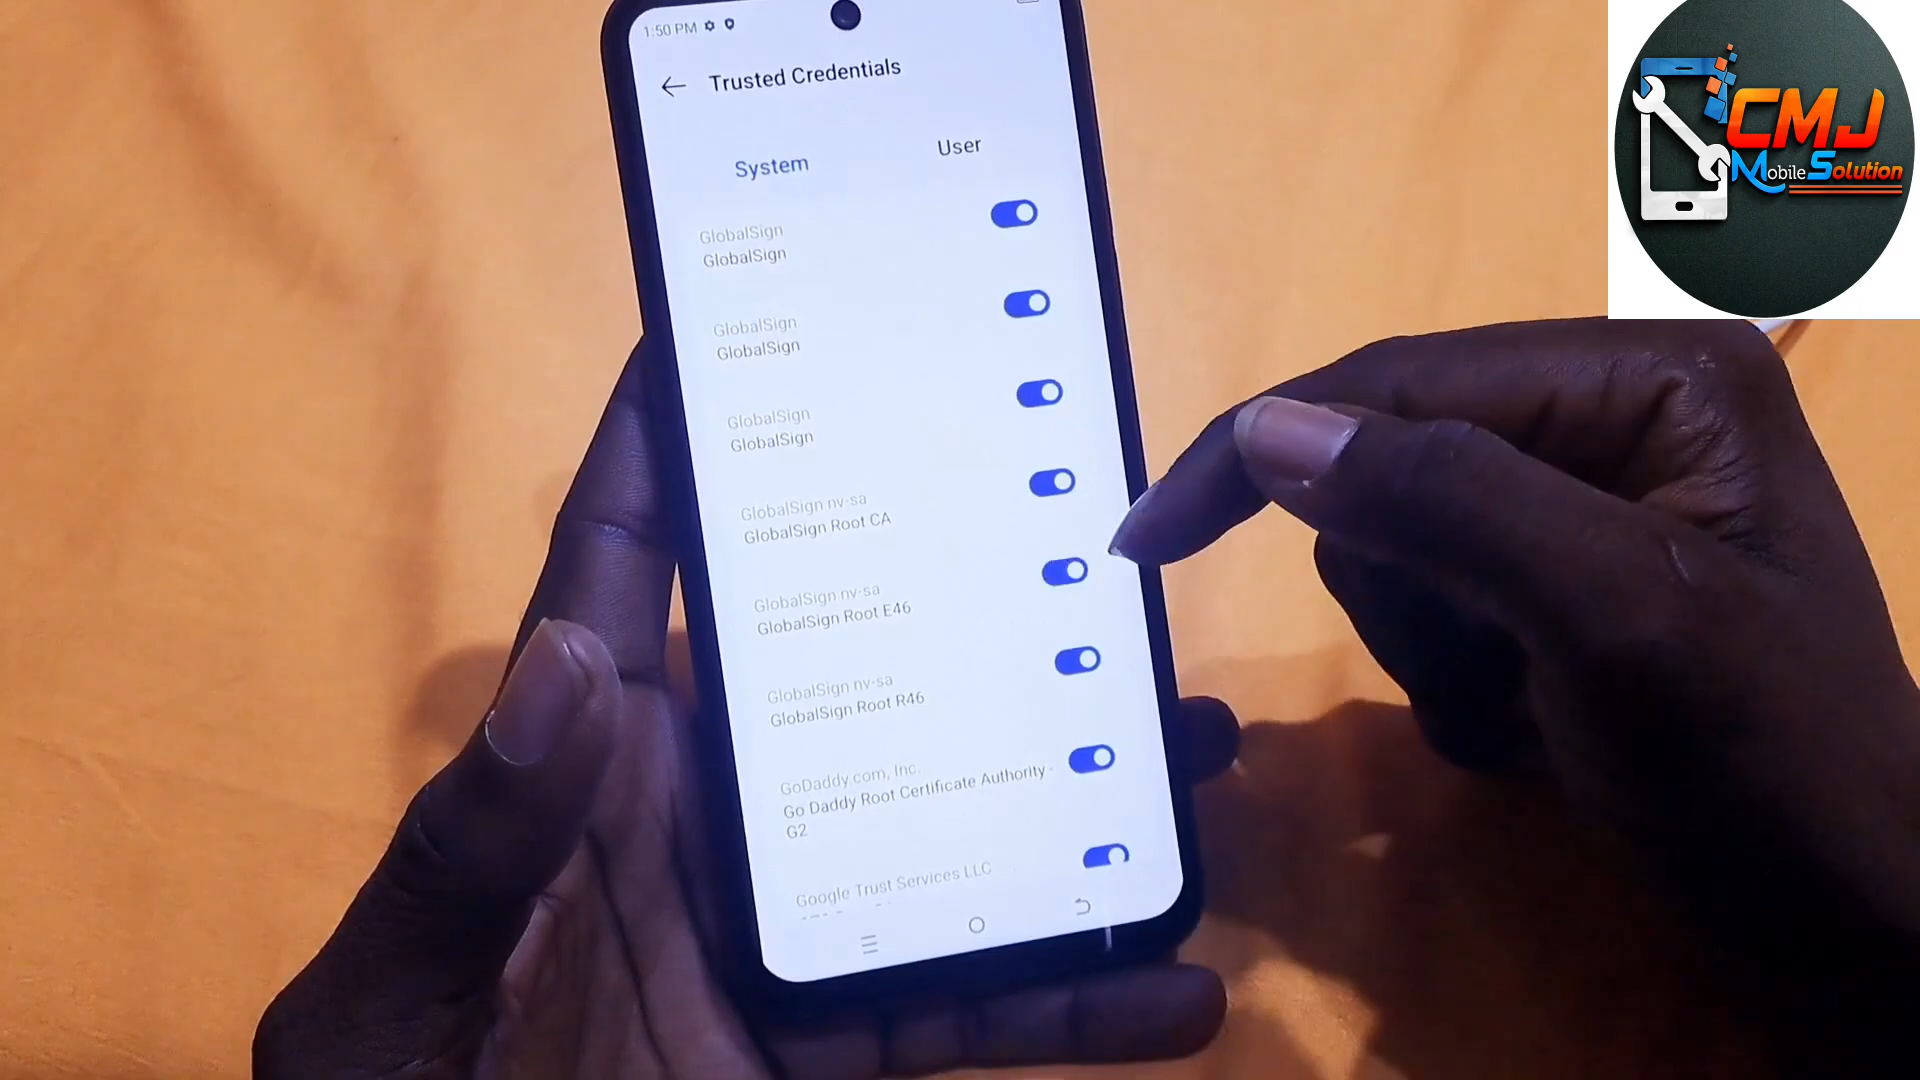 1:50 PM
Trusted Credentials
System
User
GlobalSign
GlobalSign
GlobalSign
GlobalSign
GlobalSign
GlobalSign
GlobalSign nv-sa
GlobalSign Root CA
GlobalSign nv-sa
GlobalSign Root E46
GlobalSign nv-sa
GlobalSign Root R46
GoDaddy.com, Inc.
Go Daddy Root Certificate Authority -
G2
Google Trust Services LLC
CMJ
Mobile Solution